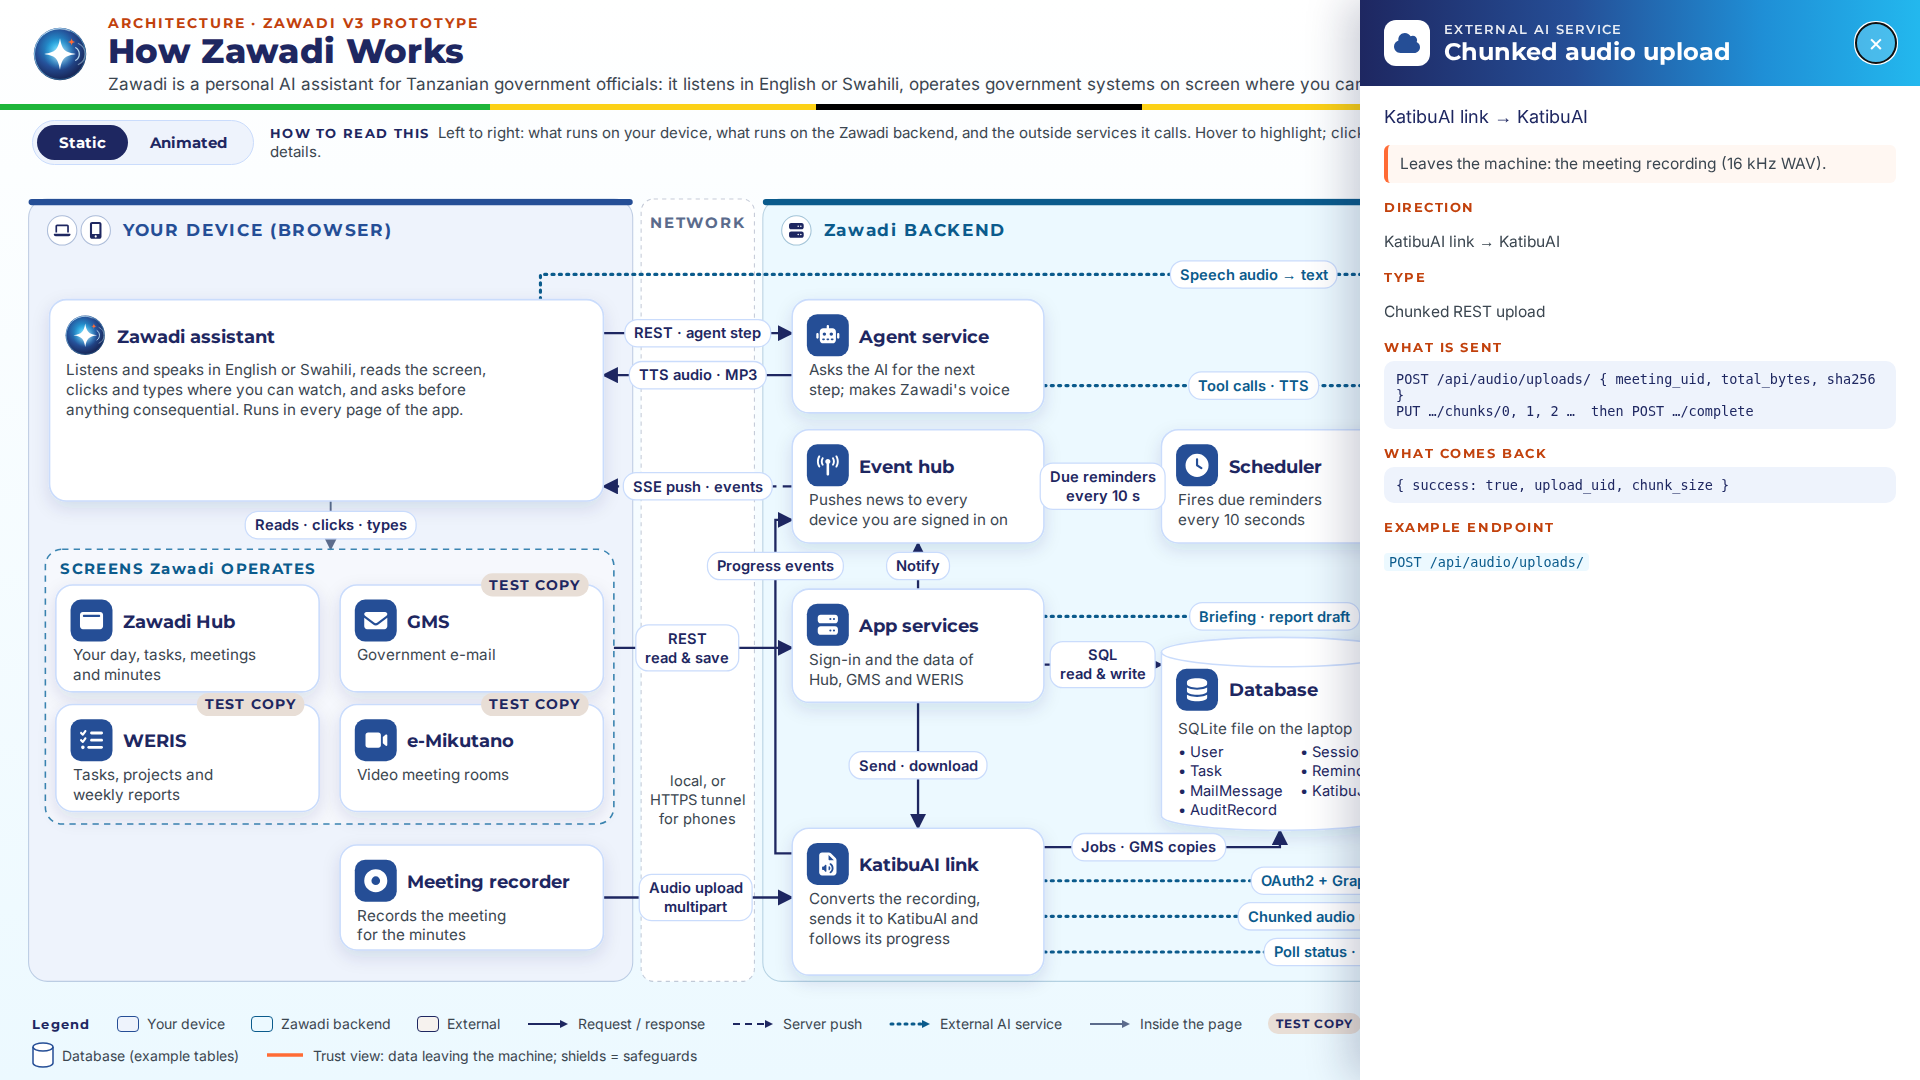 ARCHITECTURE · ZAWADI V3 PROTOTYPE
How Zawadi Works
Zawadi is a personal AI assistant for Tanzanian government officials: it listens in English or Swahili, operates government systems on screen where you can
Static
Animated
HOW TO READ THIS Left to right: what runs on your device, what runs on the Zawadi backend, and the outside services it calls. Hover to highlight; click
details.
YOUR DEVICE (BROWSER)
NETWORK
Zawadi BACKEND
Speech audio → text
Zawadi assistant
Listens and speaks in English or Swahili, reads the screen,
clicks and types where you can watch, and asks before
anything consequential. Runs in every page of the app.
REST · agent step
TTS audio · MP3
SSE push · events
Agent service
Asks the AI for the next
step; makes Zawadi's voice
Tool calls · TTS
Event hub
Pushes news to every
device you are signed in on
Due reminders
every 10 s
Scheduler
Fires due reminders
every 10 seconds
Reads · clicks · types
Progress events
Notify
SCREENS Zawadi OPERATES
Zawadi Hub
Your day, tasks, meetings
and minutes
TEST COPY
GMS
Government e-mail
TEST COPY
WERIS
Tasks, projects and
weekly reports
TEST COPY
e-Mikutano
Video meeting rooms
REST
read & save
App services
Sign-in and the data of
Hub, GMS and WERIS
Briefing · report draft
SQL
read & write
Database
SQLite file on the laptop
• User
• Task
• MailMessage
• AuditRecord
• Sessio
• Remind
• Katibu
Send · download
local, or
HTTPS tunnel
for phones
Meeting recorder
Records the meeting
for the minutes
Audio upload
multipart
KatibuAI link
Converts the recording,
sends it to KatibuAI and
follows its progress
Jobs · GMS copies
OAuth2 + Grap
Chunked audio
Poll status ·
Legend
Your device
Zawadi backend
External
Request / response
Server push
External AI service
Inside the page
TEST COPY
Database (example tables)
Trust view: data leaving the machine; shields = safeguards
EXTERNAL AI SERVICE
Chunked audio upload
×
KatibuAI link → KatibuAI
Leaves the machine: the meeting recording (16 kHz WAV).
DIRECTION
KatibuAI link → KatibuAI
TYPE
Chunked REST upload
WHAT IS SENT
POST /api/audio/uploads/ { meeting_uid, total_bytes, sha256
}
PUT …/chunks/0, 1, 2 … then POST …/complete
WHAT COMES BACK
{ success: true, upload_uid, chunk_size }
EXAMPLE ENDPOINT
POST /api/audio/uploads/